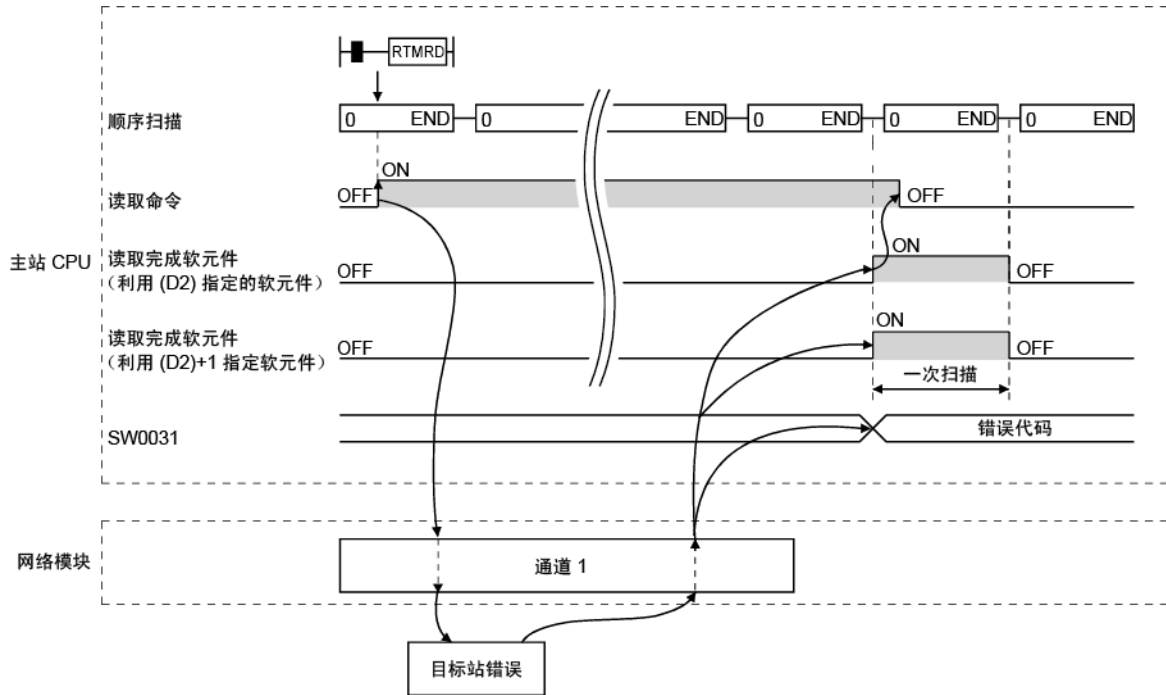 RTMRD
顺序扫描
0 END 0 END 0 END 0 END 0 END
ON
读取命令
OFF
OFF
主站 CPU
读取完成软元件
（利用 (D2) 指定的软元件）
OFF
ON
OFF
读取完成软元件
（利用 (D2)+1 指定软元件）
OFF
ON
OFF
一次扫描
SW0031
错误代码
网络模块
通道 1
目标站错误